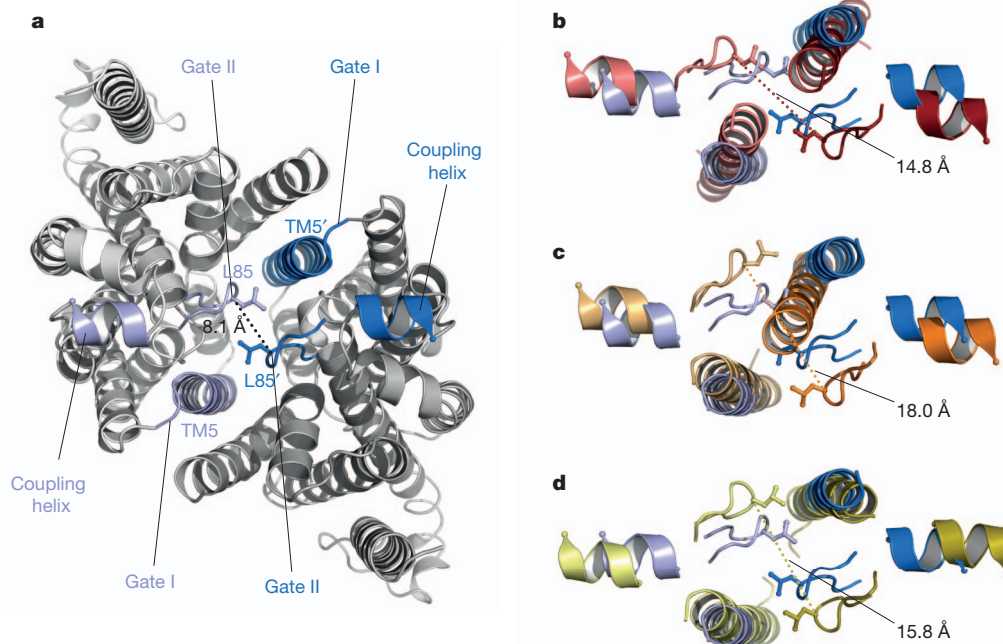 a
Gate II
Gate I
Coupling
helix
TM5′
L85
8.1 Å
L85′
TM5
Coupling
helix
Gate I
Gate II
b
14.8 Å
c
18.0 Å
d
15.8 Å